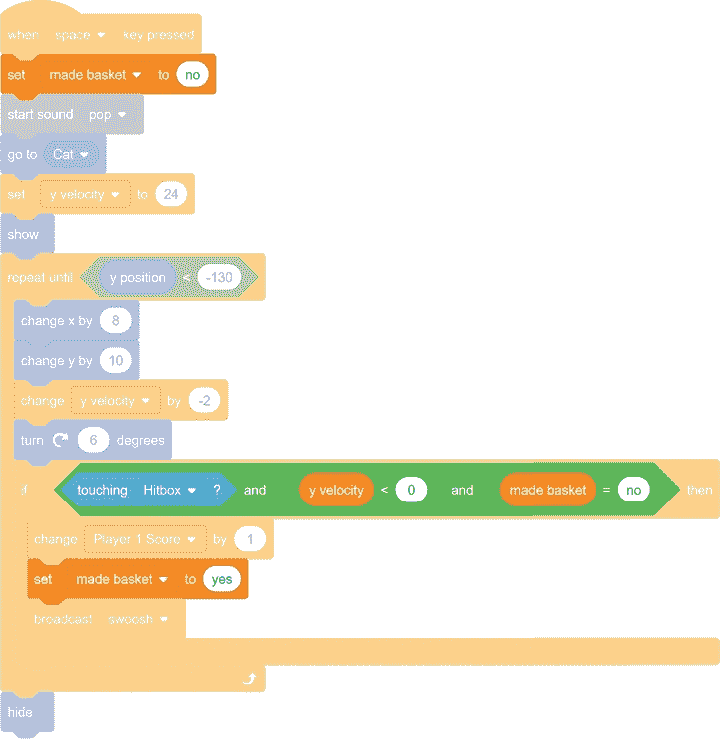 when space key pressed
set made basket to no
start sound pop
go to Cat
set y velocity to 24
show
repeat until y position < -130
change x by 8
change y by 10
change y velocity by -2
turn 6 degrees
if touching Hitbox ? and y velocity < 0 and made basket = no then
change Player 1 Score by 1
set made basket to yes
broadcast swoosh
hide